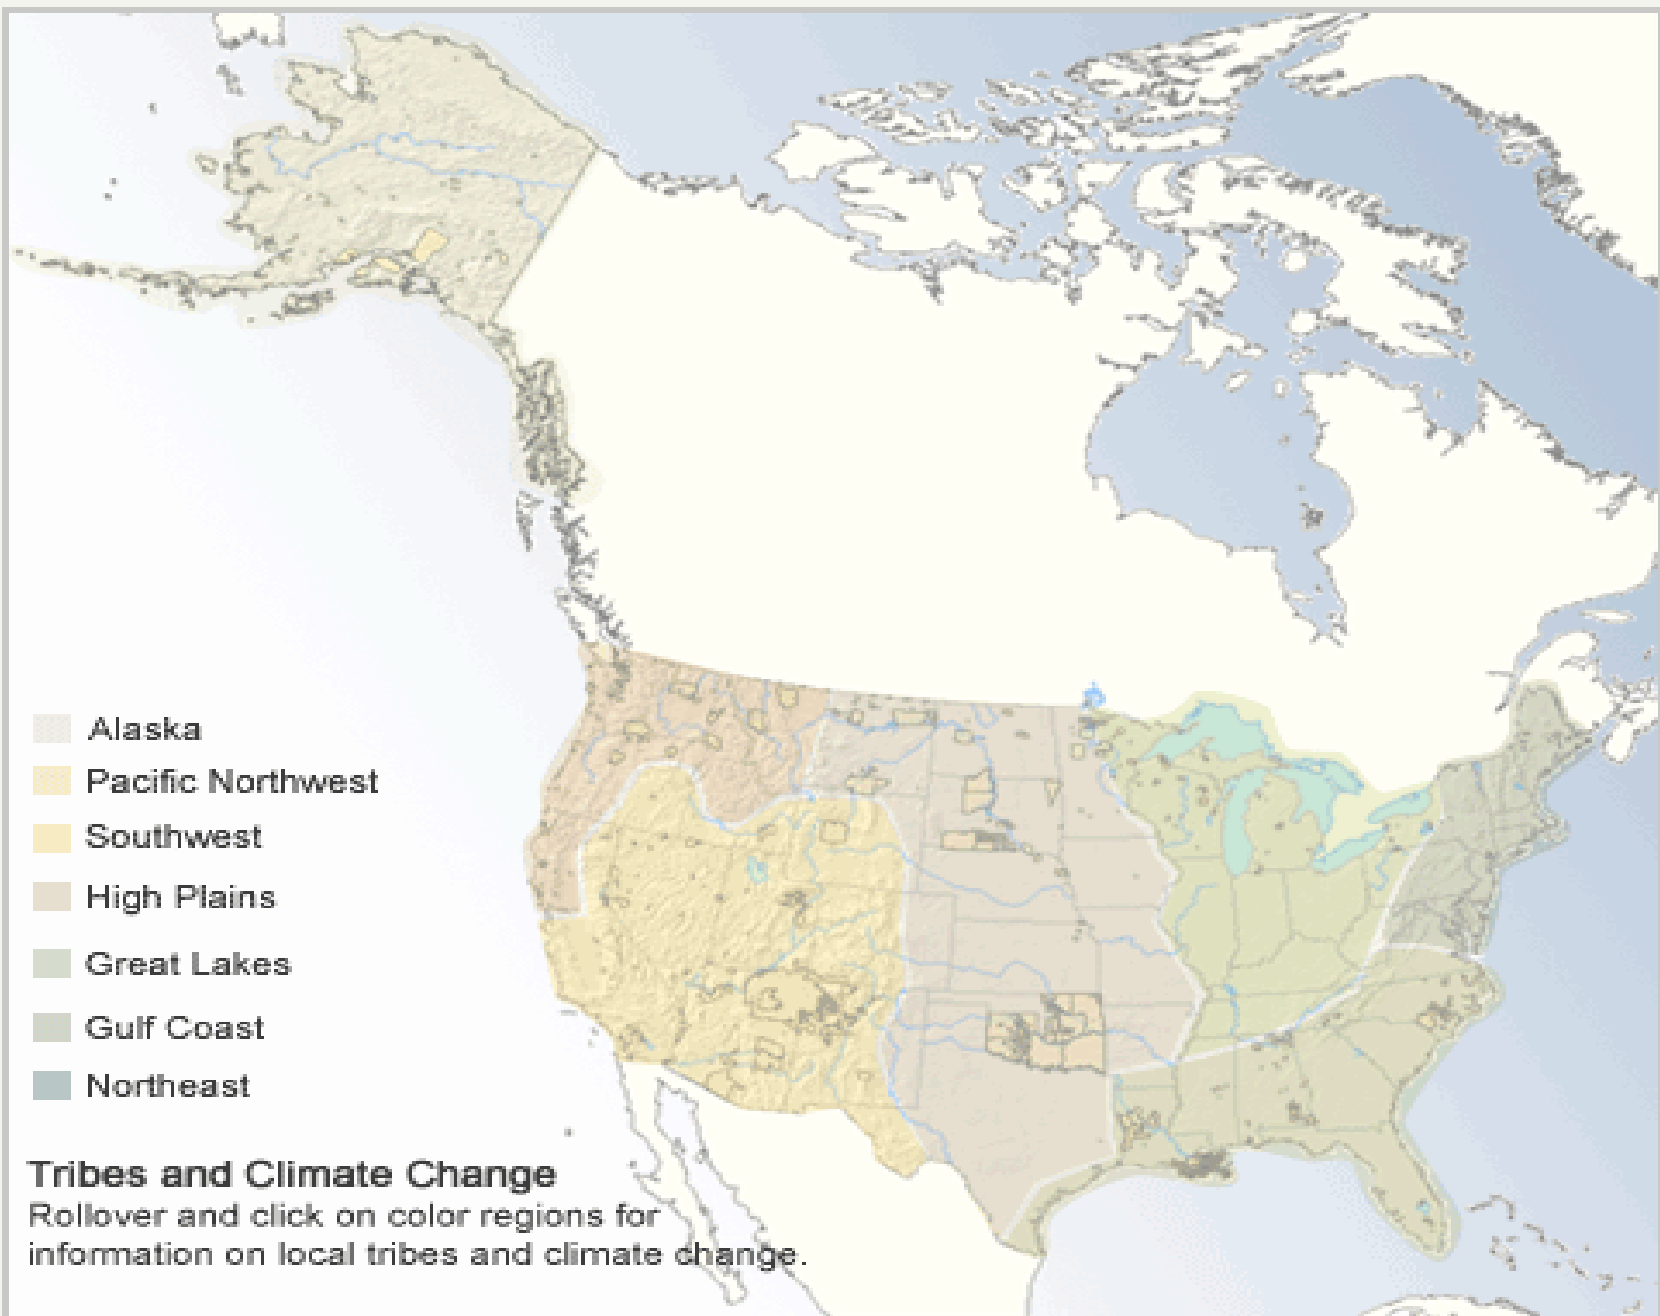 Alaska
Pacific Northwest
Southwest
High Plains
Great Lakes
Gulf Coast
Northeast
Tribes and Climate Change
Rollover and click on color regions for
information on local tribes and climate change.